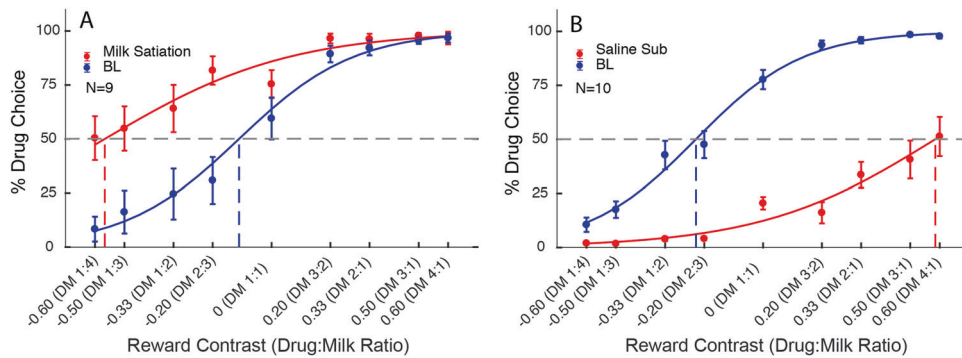 A
Milk Satiation
BL
N=9
% Drug Choice
100
75
50
25
0
-0.60 (DM 1:4)
-0.50 (DM 1:3)
-0.33 (DM 1:2)
-0.20 (DM 2:3)
0 (DM 1:1)
0.20 (DM 3:2)
0.33 (DM 2:1)
0.50 (DM 3:1)
0.60 (DM 4:1)
Reward Contrast (Drug:Milk Ratio)
B
Saline Sub
BL
N=10
% Drug Choice
100
75
50
25
0
-0.60 (DM 1:4)
-0.50 (DM 1:3)
-0.33 (DM 1:2)
-0.20 (DM 2:3)
0 (DM 1:1)
0.20 (DM 3:2)
0.33 (DM 2:1)
0.50 (DM 3:1)
0.60 (DM 4:1)
Reward Contrast (Drug:Milk Ratio)